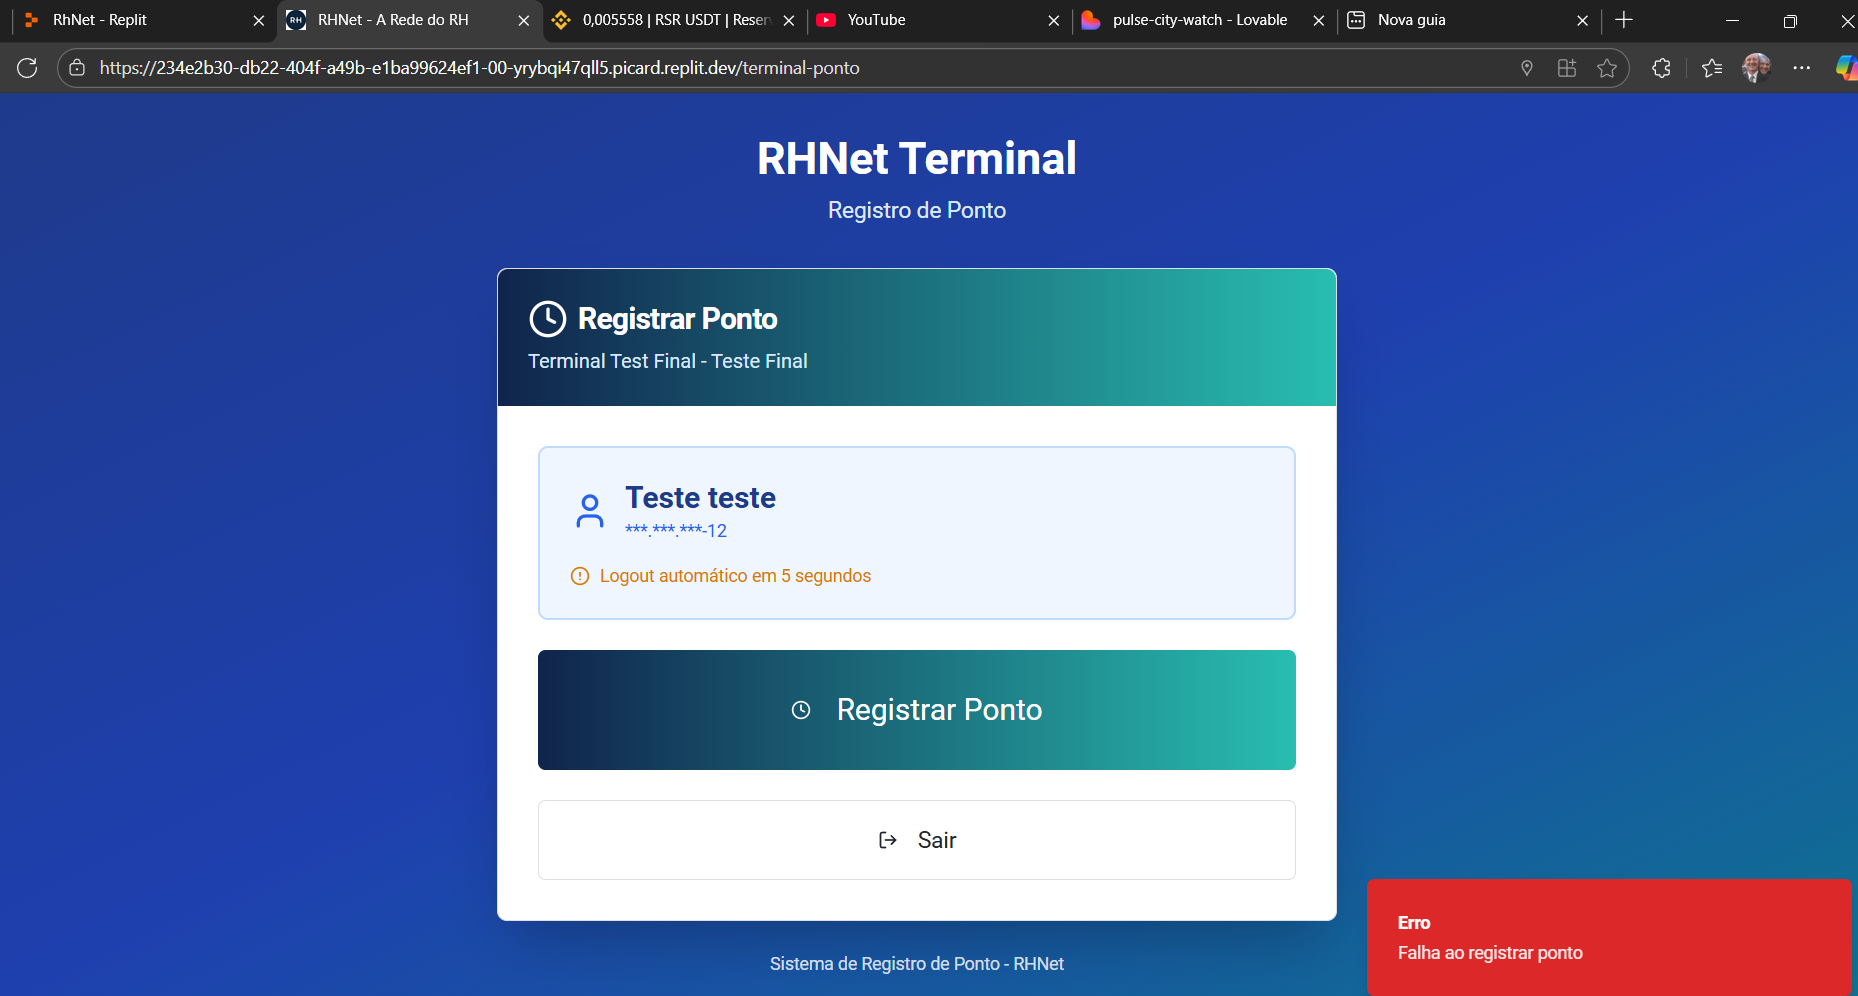 RhNet - Replit
RHNet - A Rede do RH
0,005558 | RSR USDT | Reser
YouTube
pulse-city-watch - Lovable
Nova guia
https://234e2b30-db22-404f-a49b-e1ba99624ef1-00-yrybqi47qll5.picard.replit.dev/terminal-ponto
RHNet Terminal
Registro de Ponto
Registrar Ponto
Terminal Test Final - Teste Final
Teste teste
***.***.***-12
Logout automático em 5 segundos
Registrar Ponto
Sair
Sistema de Registro de Ponto - RHNet
Erro
Falha ao registrar ponto